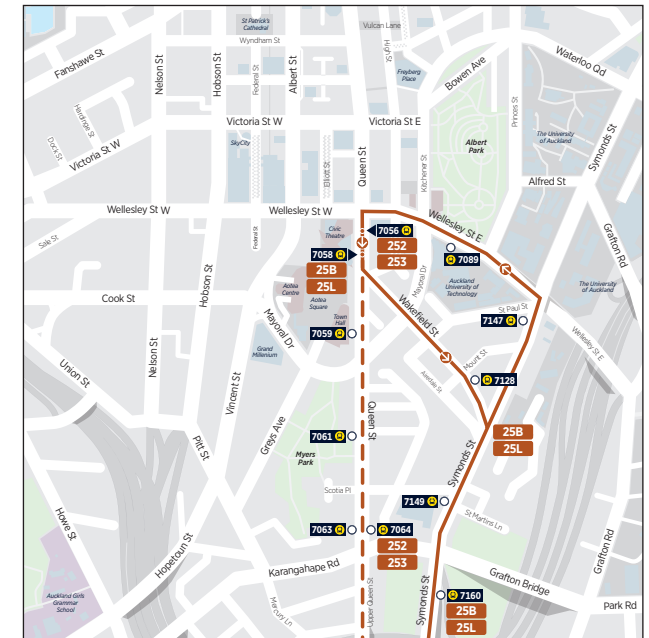 St Patrick's
Cathedral
Vulcan Lane
Wyndham St
Fanshawe St
Nelson St
Hobson St
Federal St
Albert St
High St
Freyberg
Place
Bowen Ave
Waterloo Qd
Hardinge St
Dock St
Victoria St W
Victoria St W
Victoria St E
SkyCity
Elliott St
Queen St
Kitchener St
Albert
Park
Princes St
The University
of Auckland
Symonds St
Alfred St
Wellesley St W
Wellesley St W
Wellesley St E
Sale St
Federal St
Civic
Theatre
7056
252
253
7058
25B
25L
7089
Grafton Rd
Hobson St
Aotea
Centre
Aotea
Square
Mayoral Dr
Auckland
University of
Technology
The University
of Auckland
Cook St
Mayoral Dr
Town
Hall
7059
Wakefield St
St Paul St
7147
Wellesley St E
Grand
Millenium
Nelson St
Union St
Mount St
Airedale St
7128
Vincent St
Greys Ave
Queen St
7061
Myers
Park
25B
25L
Pitt St
Symonds St
Scotia Pl
7149
St Martins Ln
Howe St
7063
7064
252
253
Hopetoun St
Karangahape Rd
Grafton Bridge
Grafton Rd
Auckland Girls
Grammar
School
Mercury Ln
Upper Queen St
Symonds St
7160
25B
25L
Park Rd